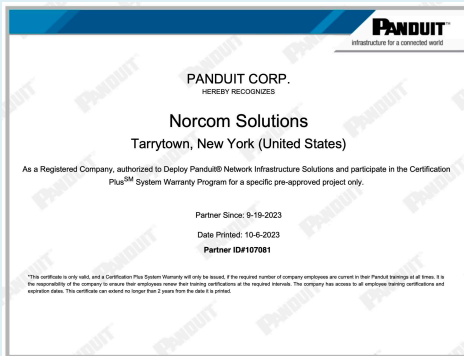 PANDUIT™
infrastructure for a connected world
PANDUIT CORP.
HEREBY RECOGNIZES
Norcom Solutions
Tarrytown, New York (United States)
As a Registered Company, authorized to Deploy Panduit® Network Infrastructure Solutions and participate in the Certification
Plus℠ System Warranty Program for a specific pre-approved project only.
Partner Since: 9-19-2023
Date Printed: 10-6-2023
Partner ID#107081
*This certificate is only valid, and a Certification Plus System Warranty will only be issued, if the required number of company employees are current in their Panduit trainings at all times. It is
the responsibility of the company to ensure their employees renew their training certifications at the required intervals. The company has access to all employee training certifications and
expiration dates. This certificate can extend no longer than 2 years from the date it is printed.